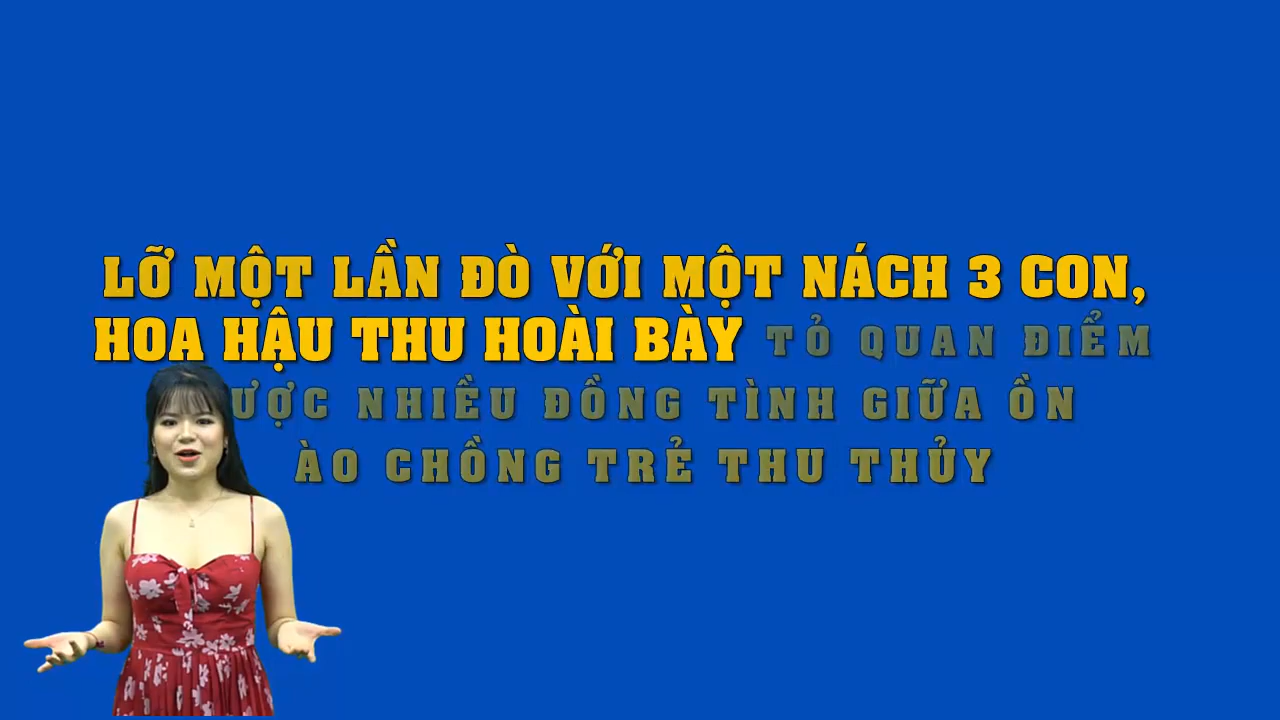 LỠ MỘT LẦN ĐÒ VỚI MỘT NÁCH 3 CON,
HOA HẬU THU HOÀI BÀY TỎ QUAN ĐIỂM
ƯỢC NHIỀU ĐỒNG TÌNH GIỮA ỒN
ÀO CHỒNG TRẺ THU THỦY